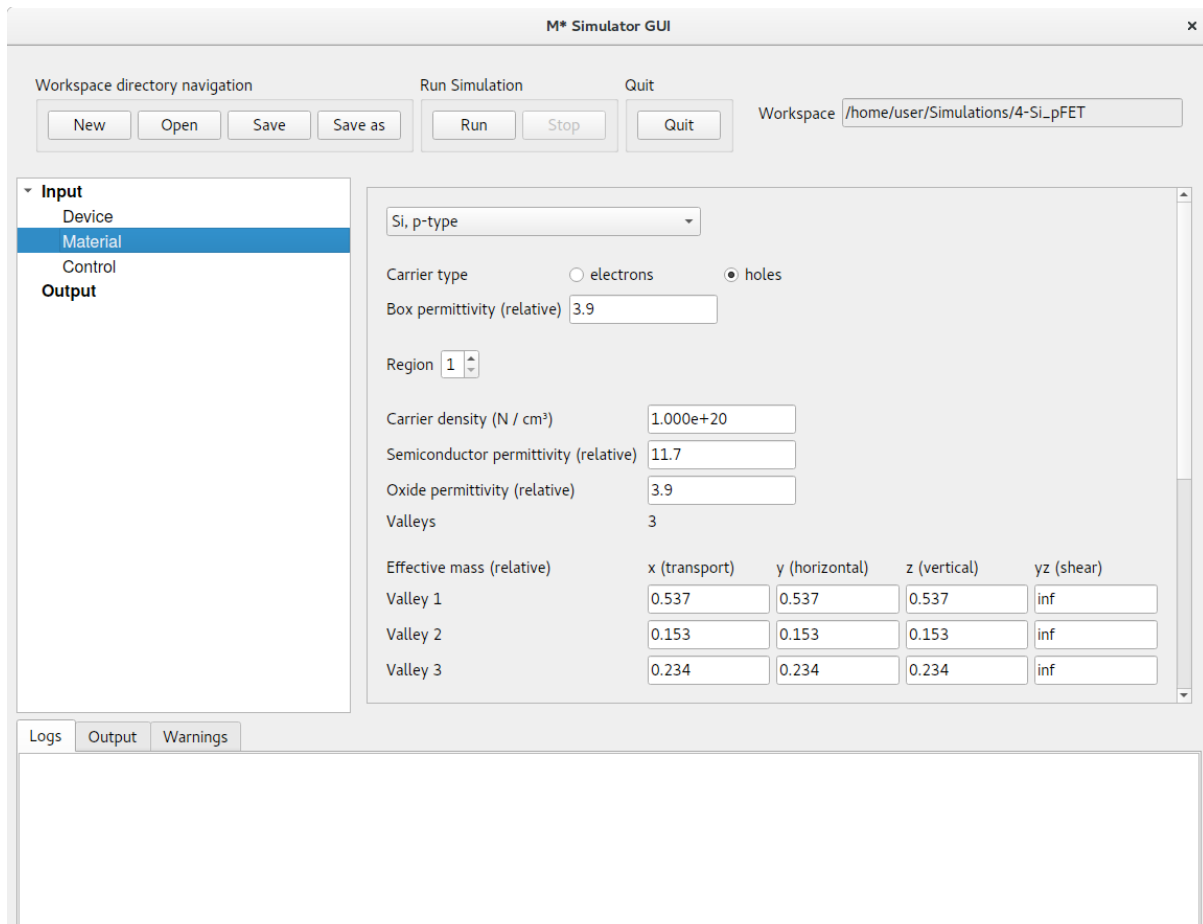 M* Simulator GUI ×
Workspace directory navigation Run Simulation Quit
New Open Save Save as Run Stop Quit Workspace /home/user/Simulations/4-Si_pFET
Input
Device
Material
Control
Output
Si, p-type
Carrier type electrons holes
Box permittivity (relative) 3.9
Region 1
Carrier density (N / cm³) 1.000e+20
Semiconductor permittivity (relative) 11.7
Oxide permittivity (relative) 3.9
Valleys 3
Effective mass (relative) x (transport) y (horizontal) z (vertical) yz (shear)
Valley 1 0.537 0.537 0.537 inf
Valley 2 0.153 0.153 0.153 inf
Valley 3 0.234 0.234 0.234 inf
Logs Output Warnings